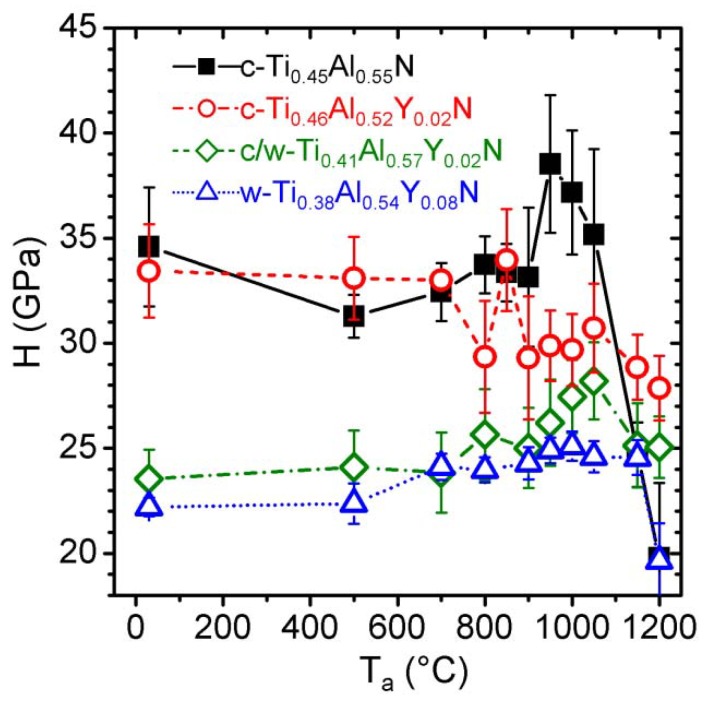 45
40
35
30
25
20
H (GPa)
c-Ti0.45Al0.55N
c-Ti0.46Al0.52Y0.02N
c/w-Ti0.41Al0.57Y0.02N
w-Ti0.38Al0.54Y0.08N
0 200 400 600 800 1000 1200
Ta (°C)